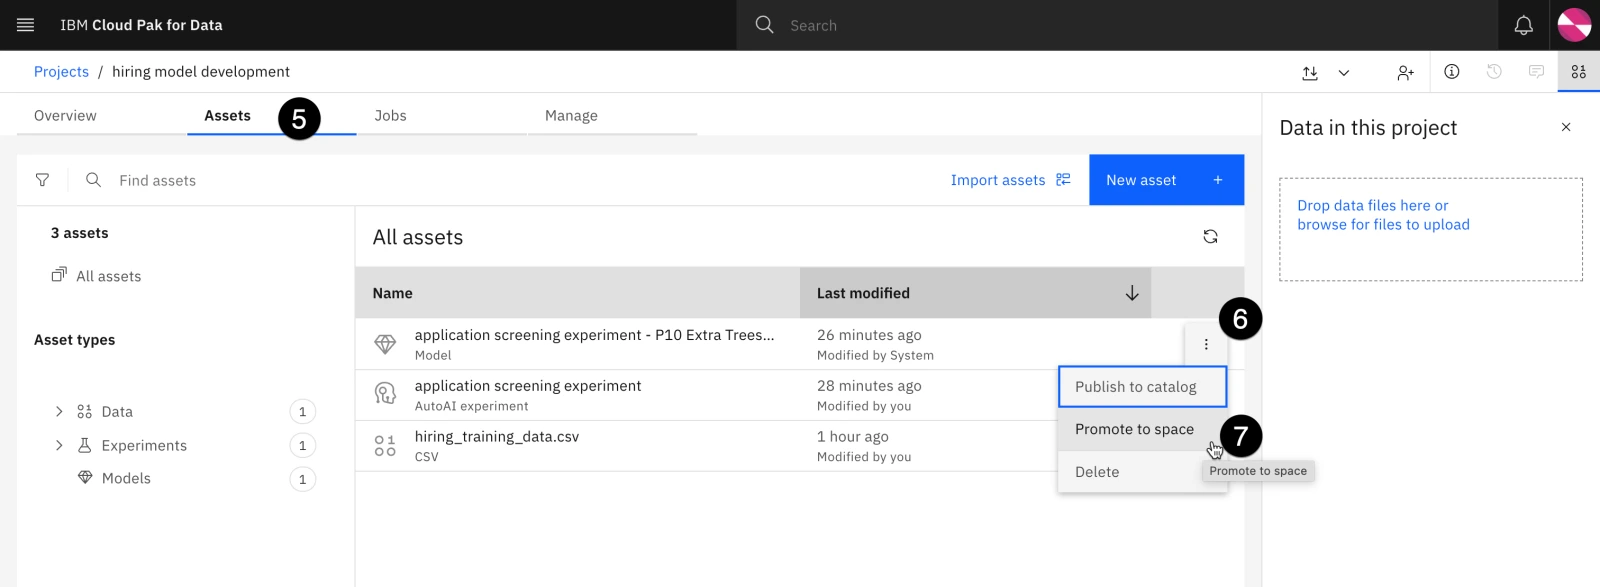 IBM Cloud Pak for Data
Search
Projects / hiring model development
Overview
Assets
5
Jobs
Manage
Data in this project
Find assets
Import assets
New asset +
Drop data files here or
browse for files to upload
3 assets
All assets
All assets
Name
Last modified
Asset types
application screening experiment - P10 Extra Trees...
Model
26 minutes ago
Modified by System
6
application screening experiment
AutoAI experiment
28 minutes ago
Modified by you
hiring_training_data.csv
CSV
1 hour ago
Modified by you
Data 1
Experiments 1
Models 1
Publish to catalog
Promote to space
7
Delete
Promote to space